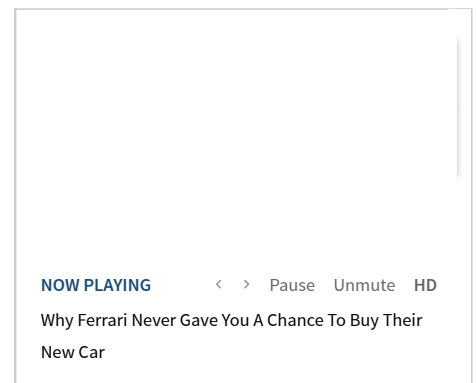 NOW PLAYING < > Pause Unmute HD
Why Ferrari Never Gave You A Chance To Buy Their
New Car